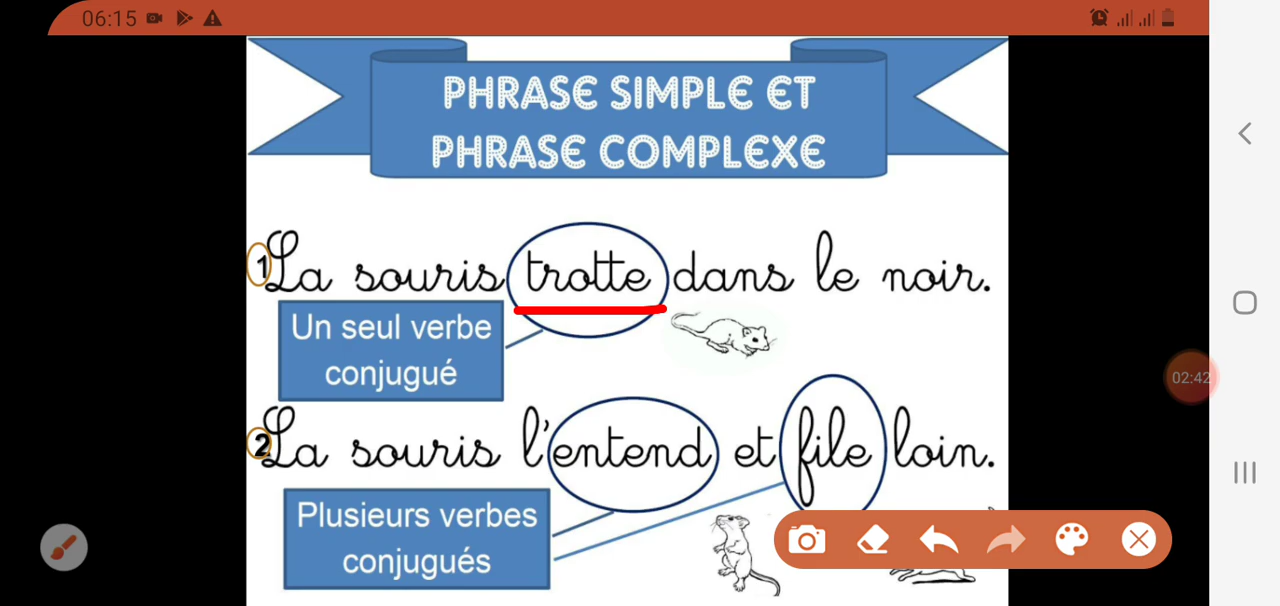 06:15
PHRASE SIMPLE ET
PHRASE COMPLEXE
1 La souris trotte dans le noir.
Un seul verbe
conjugué
2 La souris l'entend et file loin.
Plusieurs verbes
conjugués
02:42